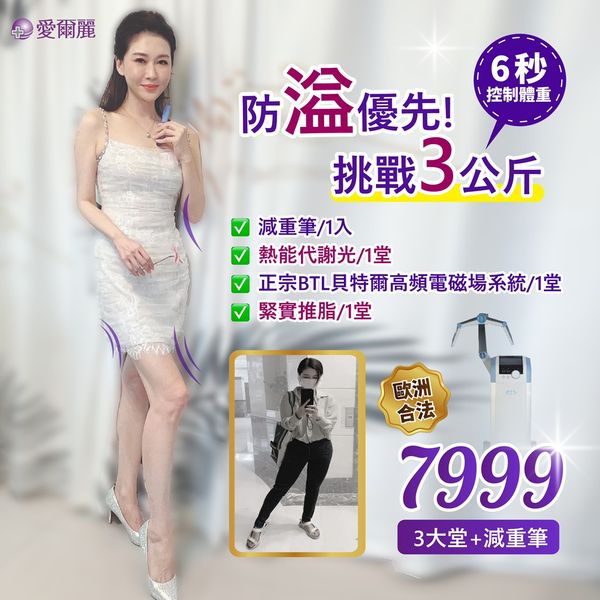 愛爾麗
6秒
控制體重
防溢優先!
挑戰3公斤
減重筆/1入
熱能代謝光/1堂
正宗BTL貝特爾高頻電磁場系統/1堂
緊實推脂/1堂
歐洲
合法
7999
3大堂+減重筆